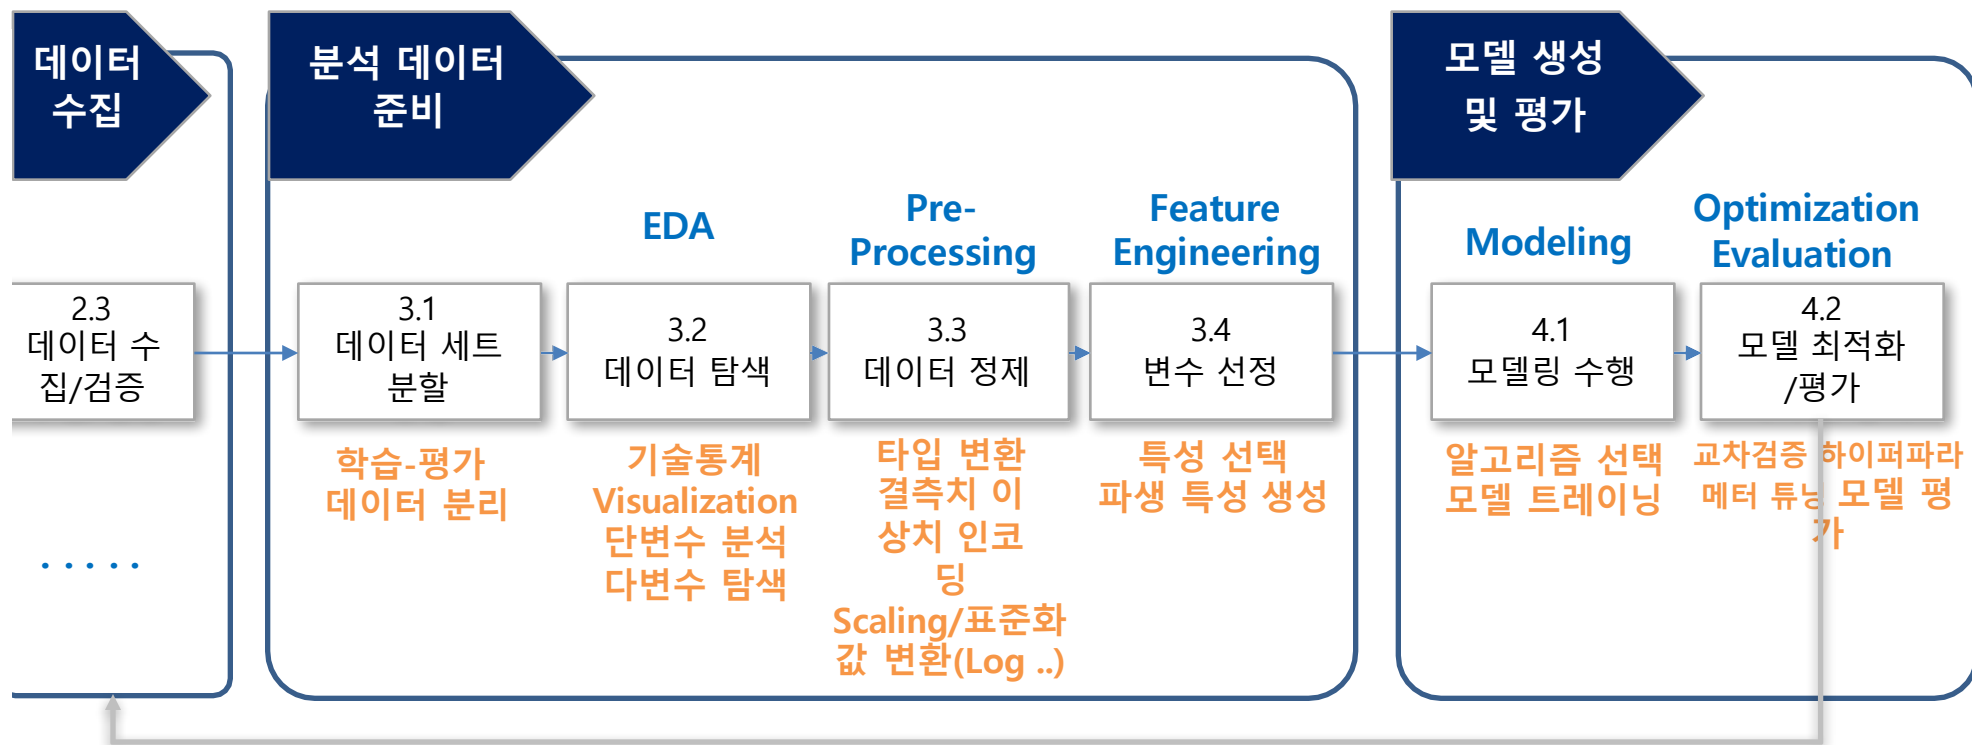 데이터
수집
분석 데이터
준비
모델 생성
및 평가
EDA
Pre-
Processing
Feature
Engineering
Modeling
Optimization
Evaluation
2.3
데이터 수
집/검증
3.1
데이터 세트
분할
3.2
데이터 탐색
3.3
데이터 정제
3.4
변수 선정
4.1
모델링 수행
4.2
모델 최적화
/평가
.....
학습-평가
데이터 분리
기술통계
Visualization
단변수 분석
다변수 탐색
타입 변환
결측치 이
상치 인코
딩
Scaling/표준화
값 변환(Log ..)
특성 선택
파생 특성 생성
알고리즘 선택
모델 트레이닝
교차검증 하이퍼파라
메터 튜닝 모델 평
가